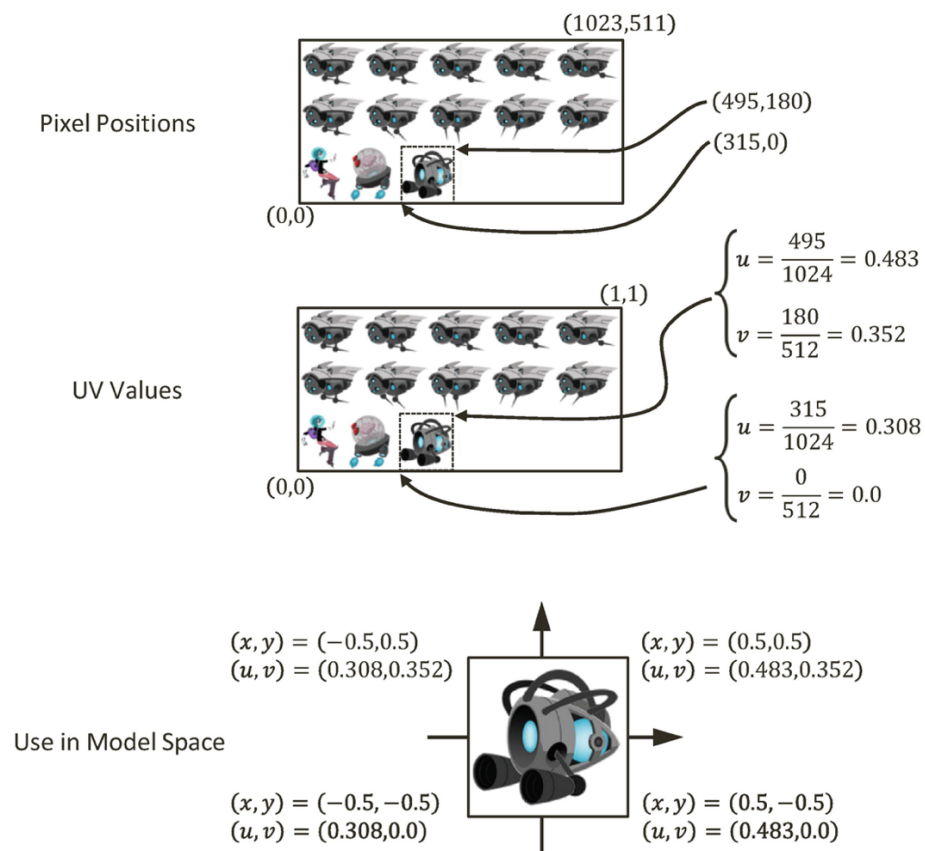 (1023,511)
Pixel Positions
(495,180)
(315,0)
(0,0)
u = 495/1024 = 0.483
(1,1)
v = 180/512 = 0.352
UV Values
u = 315/1024 = 0.308
(0,0)
v = 0/512 = 0.0
(x, y) = (−0.5,0.5)
(u, v) = (0.308,0.352)
(x, y) = (0.5,0.5)
(u, v) = (0.483,0.352)
Use in Model Space
(x, y) = (−0.5, −0.5)
(u, v) = (0.308,0.0)
(x, y) = (0.5, −0.5)
(u, v) = (0.483,0.0)